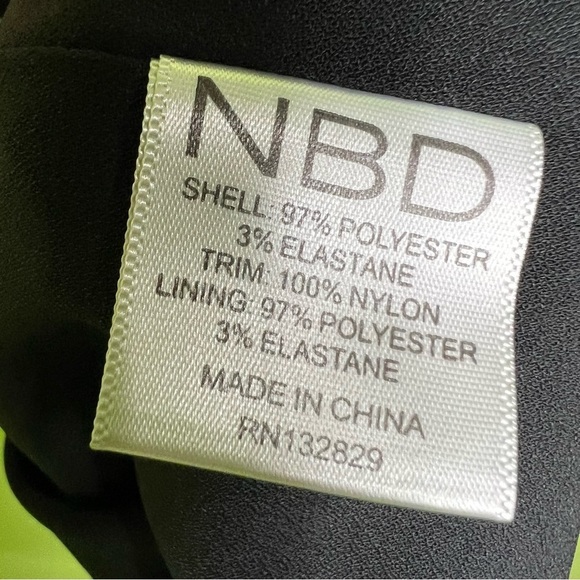 NBD
SHELL: 97% POLYESTER
3% ELASTANE
TRIM: 100% NYLON
LINING: 97% POLYESTER
3% ELASTANE
MADE IN CHINA
RN132829